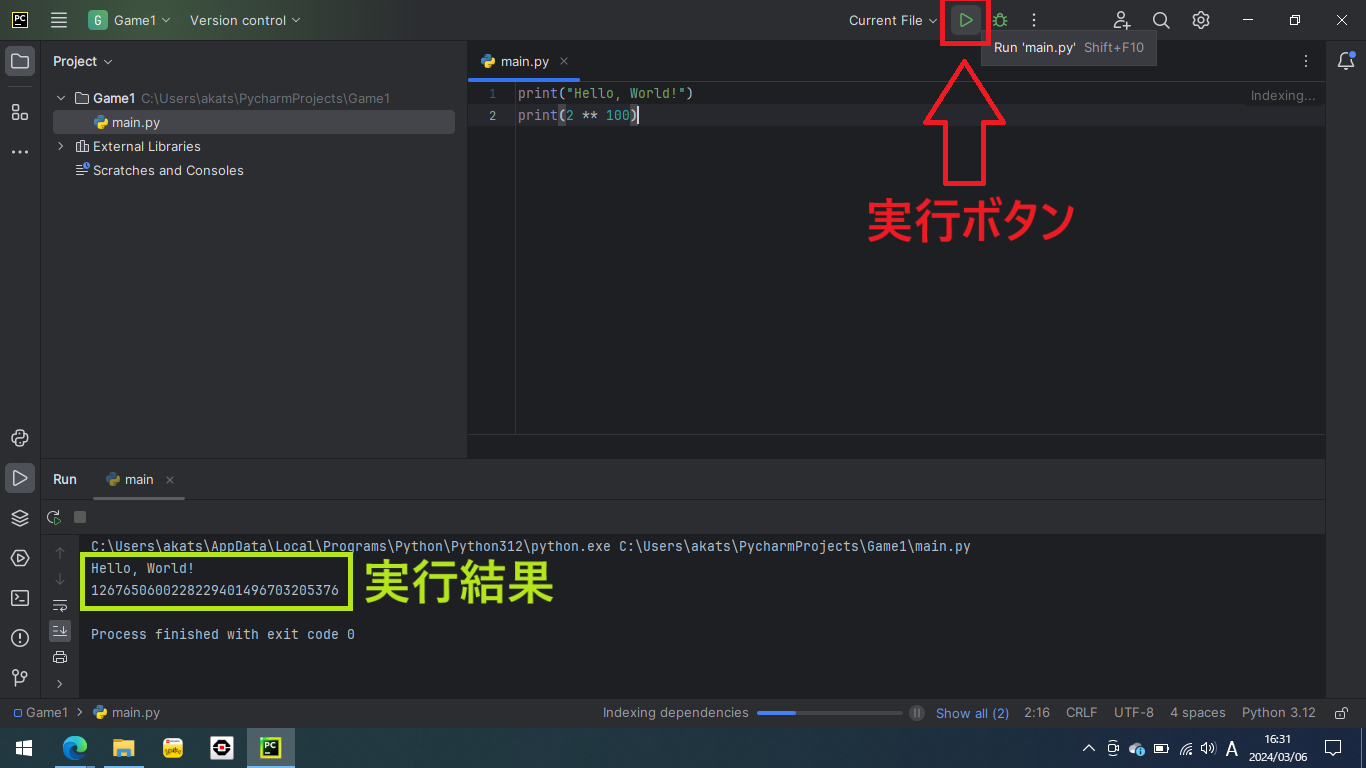 PC
G Game1 Version control Current File
Run 'main.py' Shift+F10
Project
main.py
Game1 C:\Users\akats\PycharmProjects\Game1
main.py
External Libraries
Scratches and Consoles
1 print("Hello, World!")
2 print(2 ** 100)
Indexing...
実行ボタン
Run main
C:\Users\akats\AppData\Local\Programs\Python\Python312\python.exe C:\Users\akats\PycharmProjects\Game1\main.py
Hello, World!
1267650600228229401496703205376
実行結果
Process finished with exit code 0
Game1 main.py Indexing dependencies Show all (2) 2:16 CRLF UTF-8 4 spaces Python 3.12
PC
A
16:31
2024/03/06